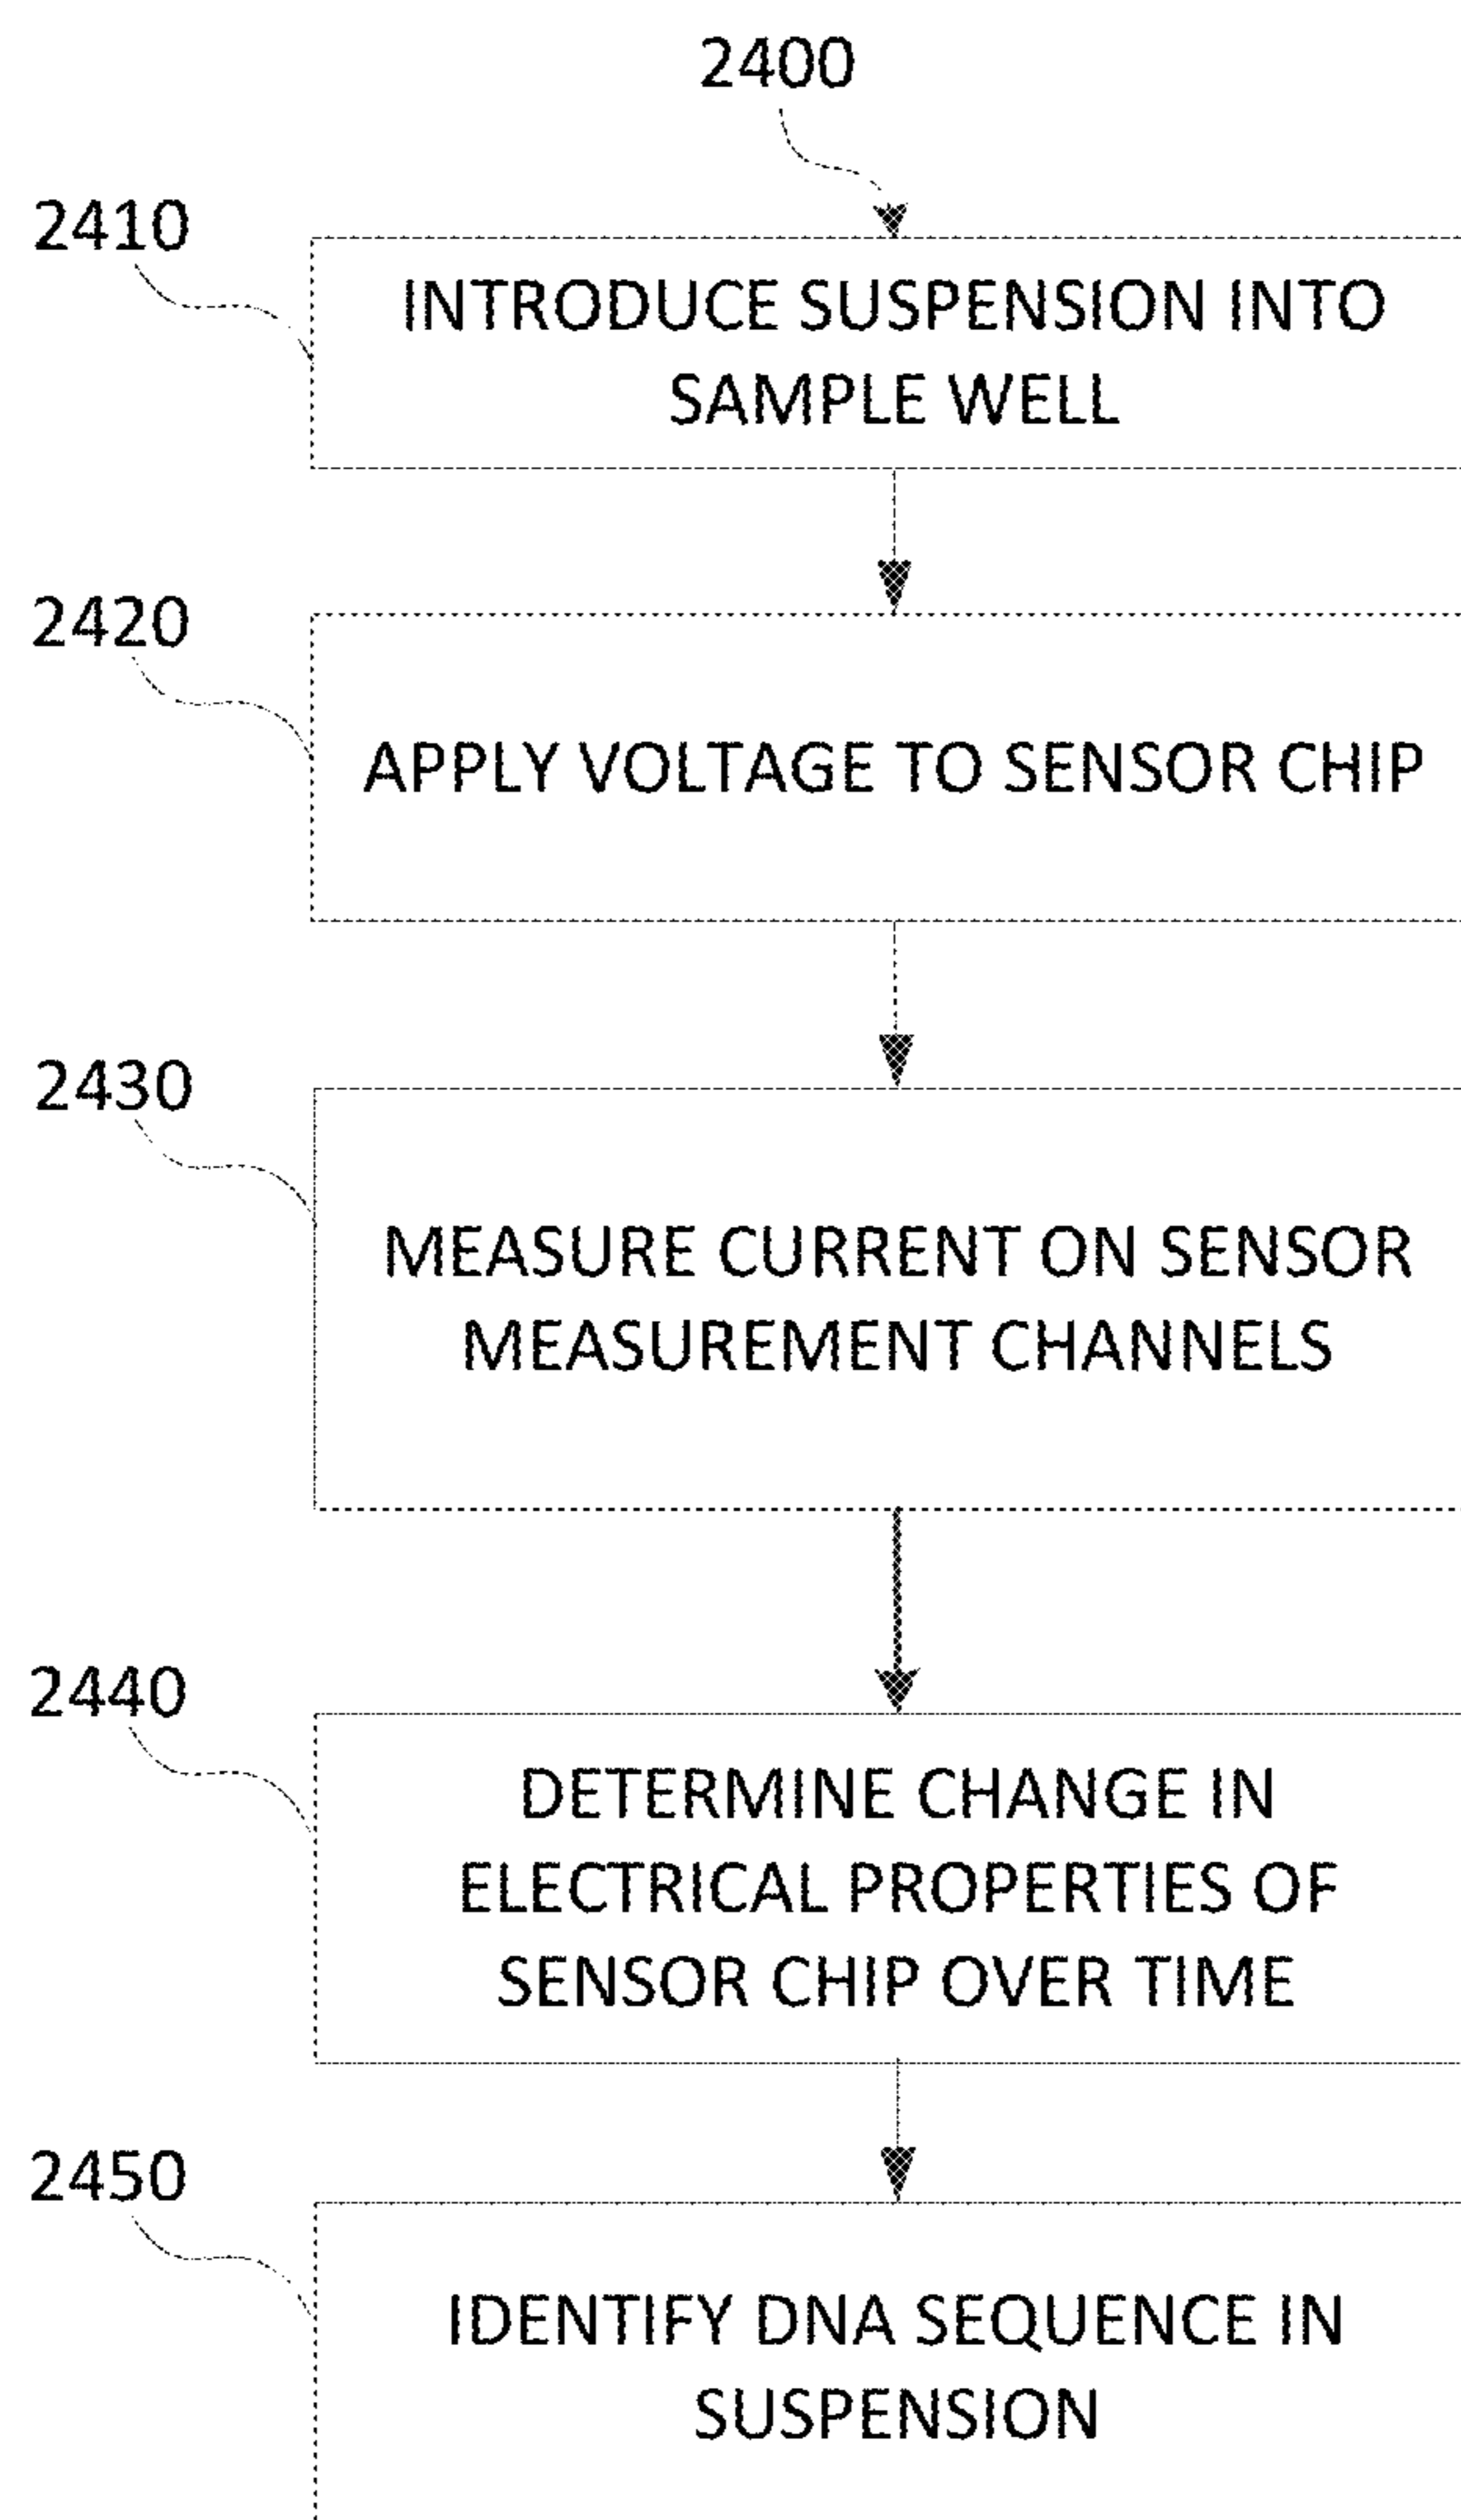 2400
2410
INTRODUCE SUSPENSION INTO
SAMPLE WELL
2420
APPLY VOLTAGE TO SENSOR CHIP
2430
MEASURE CURRENT ON SENSOR
MEASUREMENT CHANNELS
2440
DETERMINE CHANGE IN
ELECTRICAL PROPERTIES OF
SENSOR CHIP OVER TIME
2450
IDENTIFY DNA SEQUENCE IN
SUSPENSION